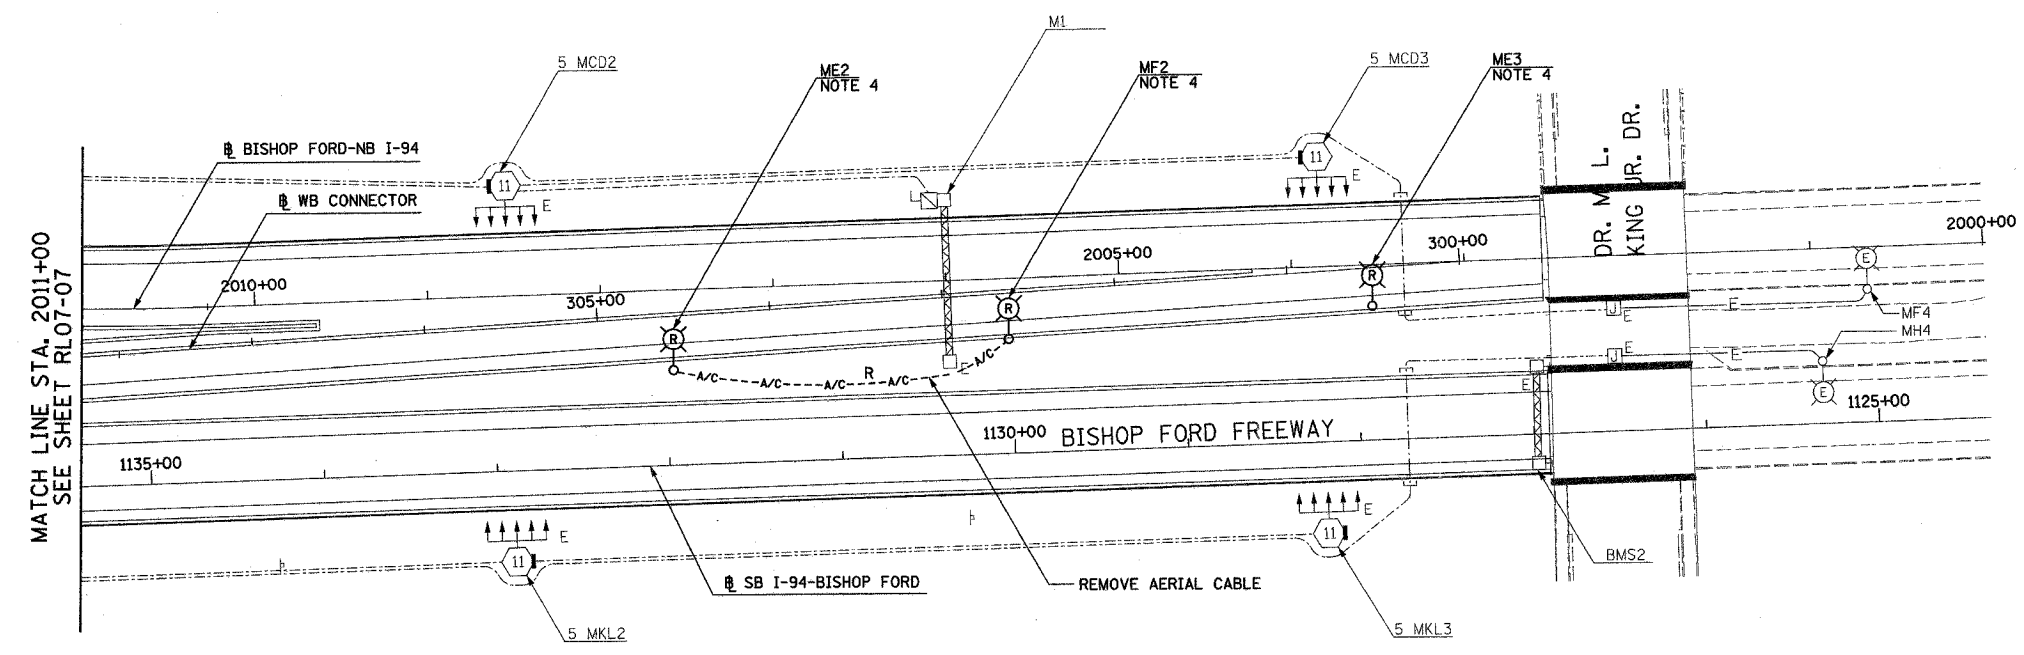 M1
5 MCD2
ME2
NOTE 4
MF2
NOTE 4
5 MCD3
ME3
NOTE 4
℄ BISHOP FORD-NB I-94
℄ WB CONNECTOR
11
E
11
E
DR. M. L.
KING JR. DR.
MATCH LINE STA. 2011+00
SEE SHEET RL07-07
2010+00
305+00
2005+00
300+00
2000+00
R
R
R
E
J
E
E
MF4
MH4
J
E
E
E
A/C
A/C
A/C
R
A/C
E
A/C
E
1125+00
1135+00
1130+00
BISHOP FORD FREEWAY
E
11
E
11
BMS2
℄ SB I-94-BISHOP FORD
REMOVE AERIAL CABLE
5 MKL2
5 MKL3